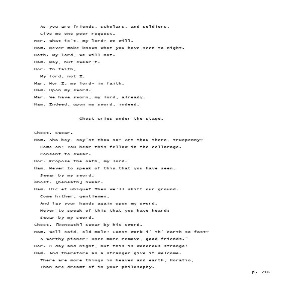 As you are friends, scholars, and soldiers,
Give me one poor request.
Hor. What is't, my lord? We will.
Ham. Never make known what you have seen to-night.
Both. My lord, we will not.
Ham. Nay, but swear't.
Hor. In faith,
My lord, not I.
Mar. Nor I, my lord- in faith.
Ham. Upon my sword.
Mar. We have sworn, my lord, already.
Ham. Indeed, upon my sword, indeed.
Ghost cries under the stage.
Ghost. Swear.
Ham. Aha boy, say'st thou so? Art thou there, truepenny?
Come on! You hear this fellow in the cellarage.
Consent to swear.
Hor. Propose the oath, my lord.
Ham. Never to speak of this that you have seen.
Swear by my sword.
Ghost. [beneath] Swear.
Ham. Hic et ubique? Then we'll shift our ground.
Come hither, gentlemen,
And lay your hands again upon my sword.
Never to speak of this that you have heard:
Swear by my sword.
Ghost. [beneath] Swear by his sword.
Ham. Well said, old mole! Canst work i' th' earth so fast?
A worthy pioner! Once more remove, good friends.
Hor. O day and night, but this is wondrous strange!
Ham. And therefore as a stranger give it welcome.
There are more things in heaven and earth, Horatio,
Than are dreamt of in your philosophy.